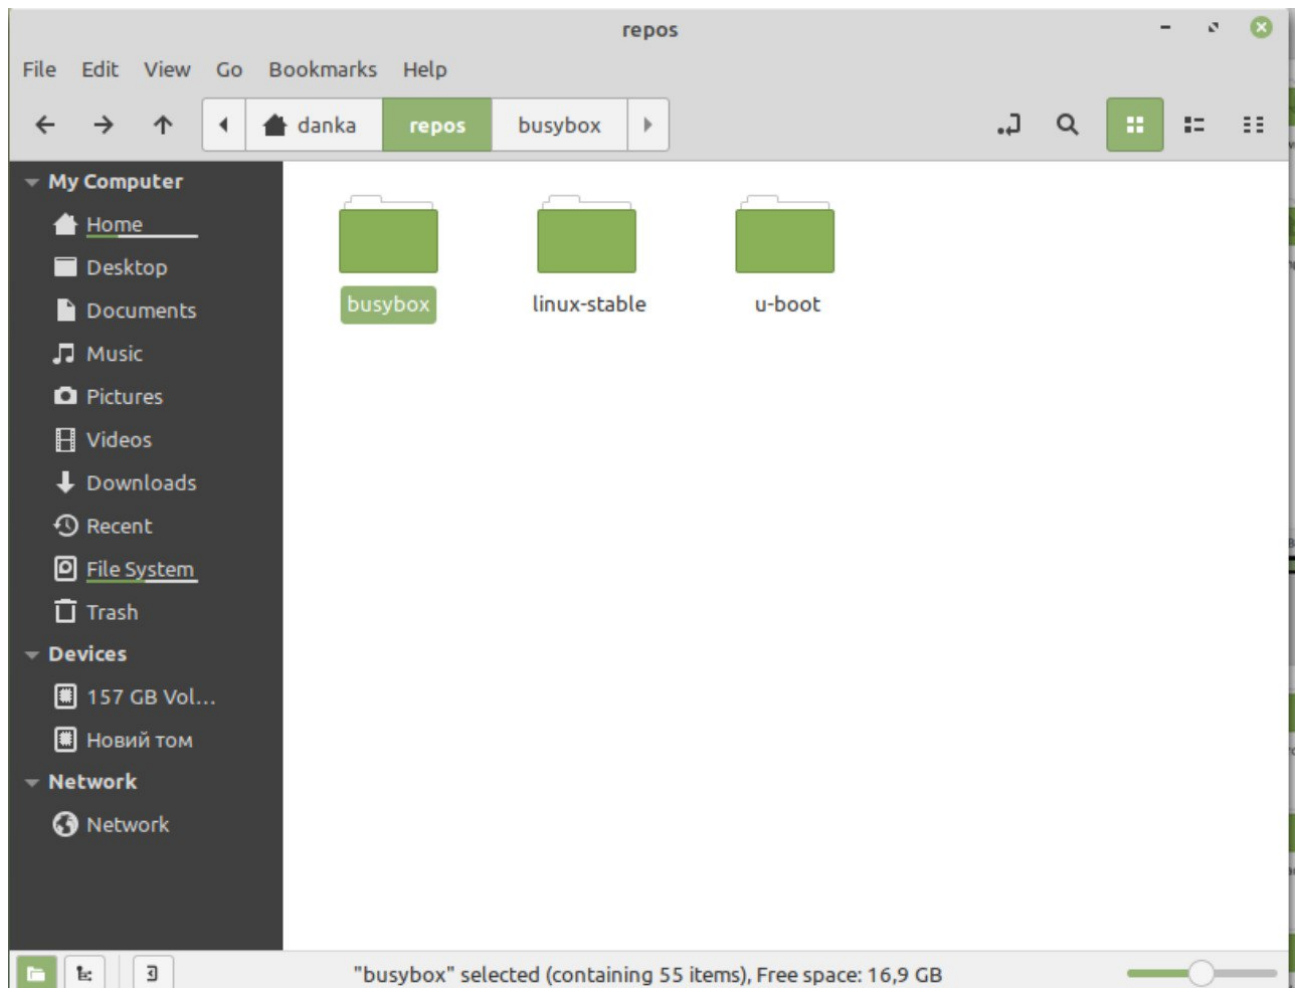 repos
File Edit View Go Bookmarks Help
danka repos busybox
My Computer
Home
Desktop
Documents
Music
Pictures
Videos
Downloads
Recent
File System
Trash
Devices
157 GB Vol...
Новий том
Network
Network
busybox linux-stable u-boot
"busybox" selected (containing 55 items), Free space: 16,9 GB